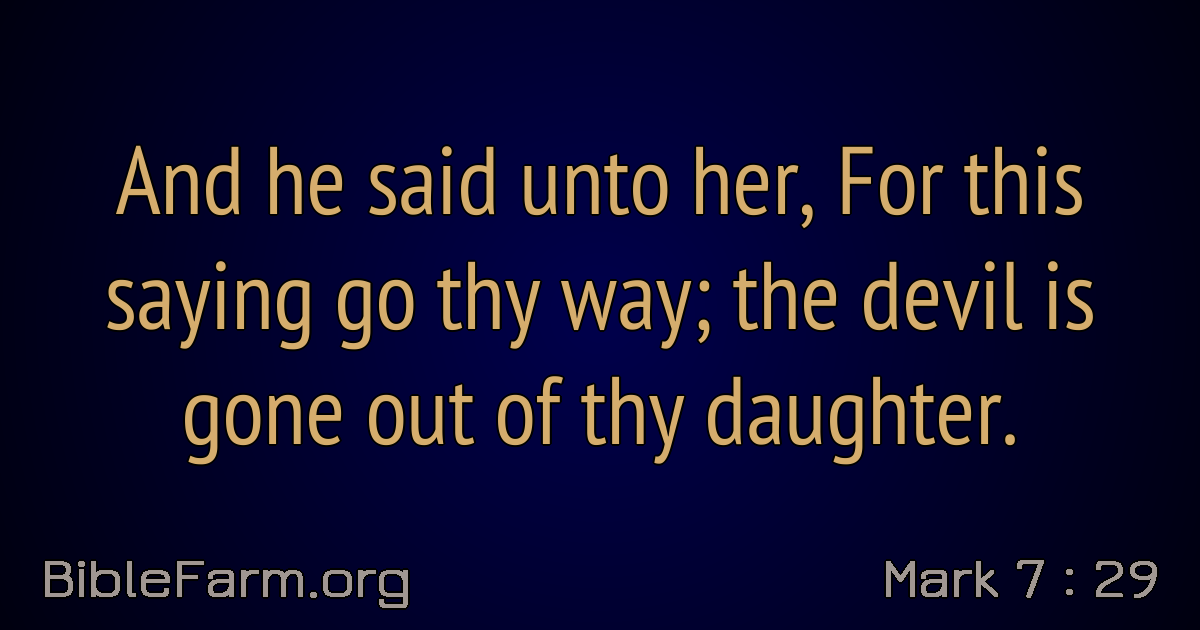 And he said unto her, For this
saying go thy way; the devil is
gone out of thy daughter.
BibleFarm.org
Mark 7 : 29